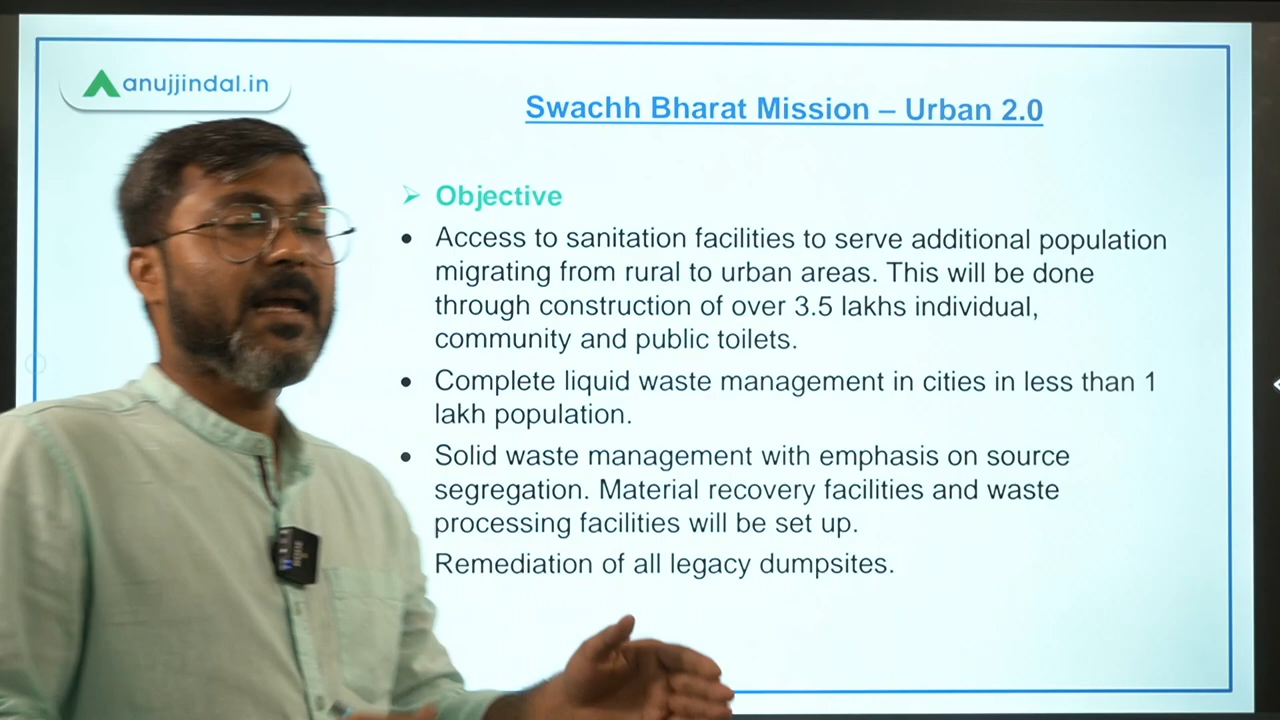 anujjindal.in
Swachh Bharat Mission – Urban 2.0
Objective
Access to sanitation facilities to serve additional population
migrating from rural to urban areas. This will be done
through construction of over 3.5 lakhs individual,
community and public toilets.
Complete liquid waste management in cities in less than 1
lakh population.
Solid waste management with emphasis on source
segregation. Material recovery facilities and waste
processing facilities will be set up.
Remediation of all legacy dumpsites.